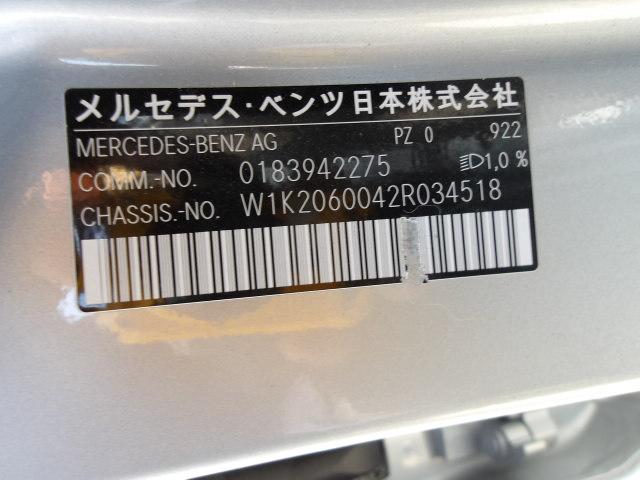 メルセデス・ベンツ日本株式会社
MERCEDES-BENZ AG PZ 0 922
COMM.-NO. 0183942275 1,0 %
CHASSIS.-NO. W1K2060042R034518